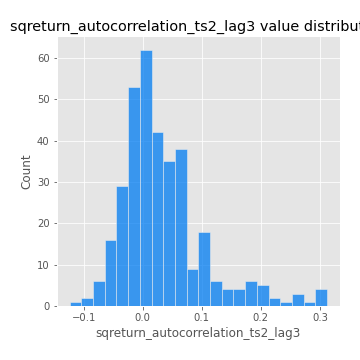 sqreturn_autocorrelation_ts2_lag3 value distribut
60
50
40
30
20
10
0
Count
−0.1 0.0 0.1 0.2 0.3
sqreturn_autocorrelation_ts2_lag3